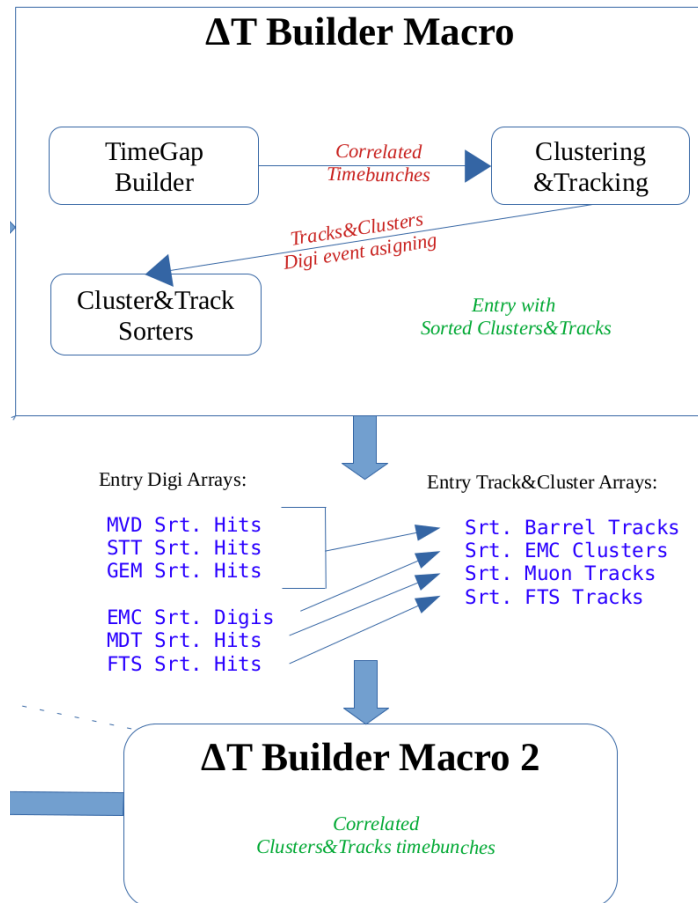 ΔT Builder Macro
TimeGap
Builder
Correlated
Timebunches
Clustering
&Tracking
Tracks&Clusters
Digi event asigning
Cluster&Track
Sorters
Entry with
Sorted Clusters&Tracks
Entry Digi Arrays:
MVD Srt. Hits
STT Srt. Hits
GEM Srt. Hits
EMC Srt. Digis
MDT Srt. Hits
FTS Srt. Hits
Entry Track&Cluster Arrays:
Srt. Barrel Tracks
Srt. EMC Clusters
Srt. Muon Tracks
Srt. FTS Tracks
ΔT Builder Macro 2
Correlated
Clusters&Tracks timebunches